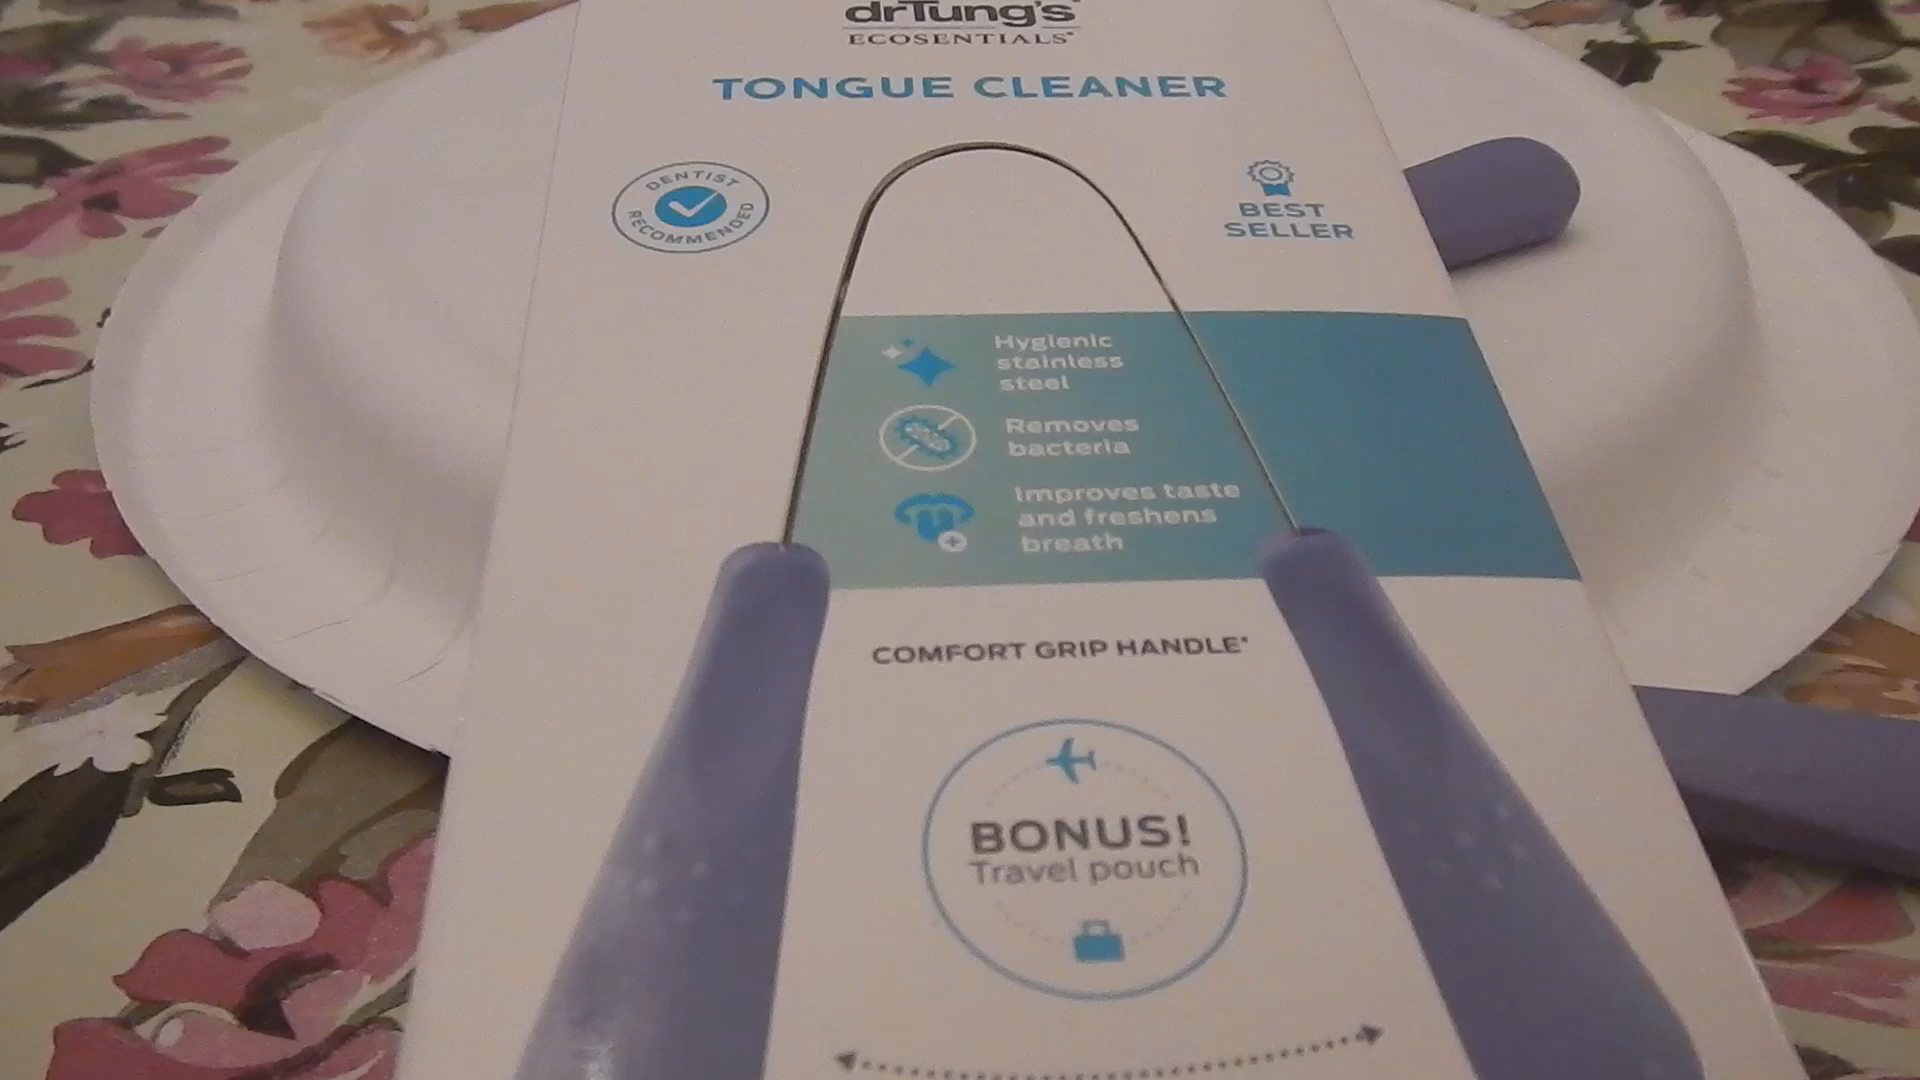 drTung's®
ECOSENTIALS®
TONGUE CLEANER
DENTIST
RECOMMENDED
BEST
SELLER
Hygienic
stainless
steel
Removes
bacteria
Improves taste
and freshens
breath
COMFORT GRIP HANDLE*
BONUS!
Travel pouch